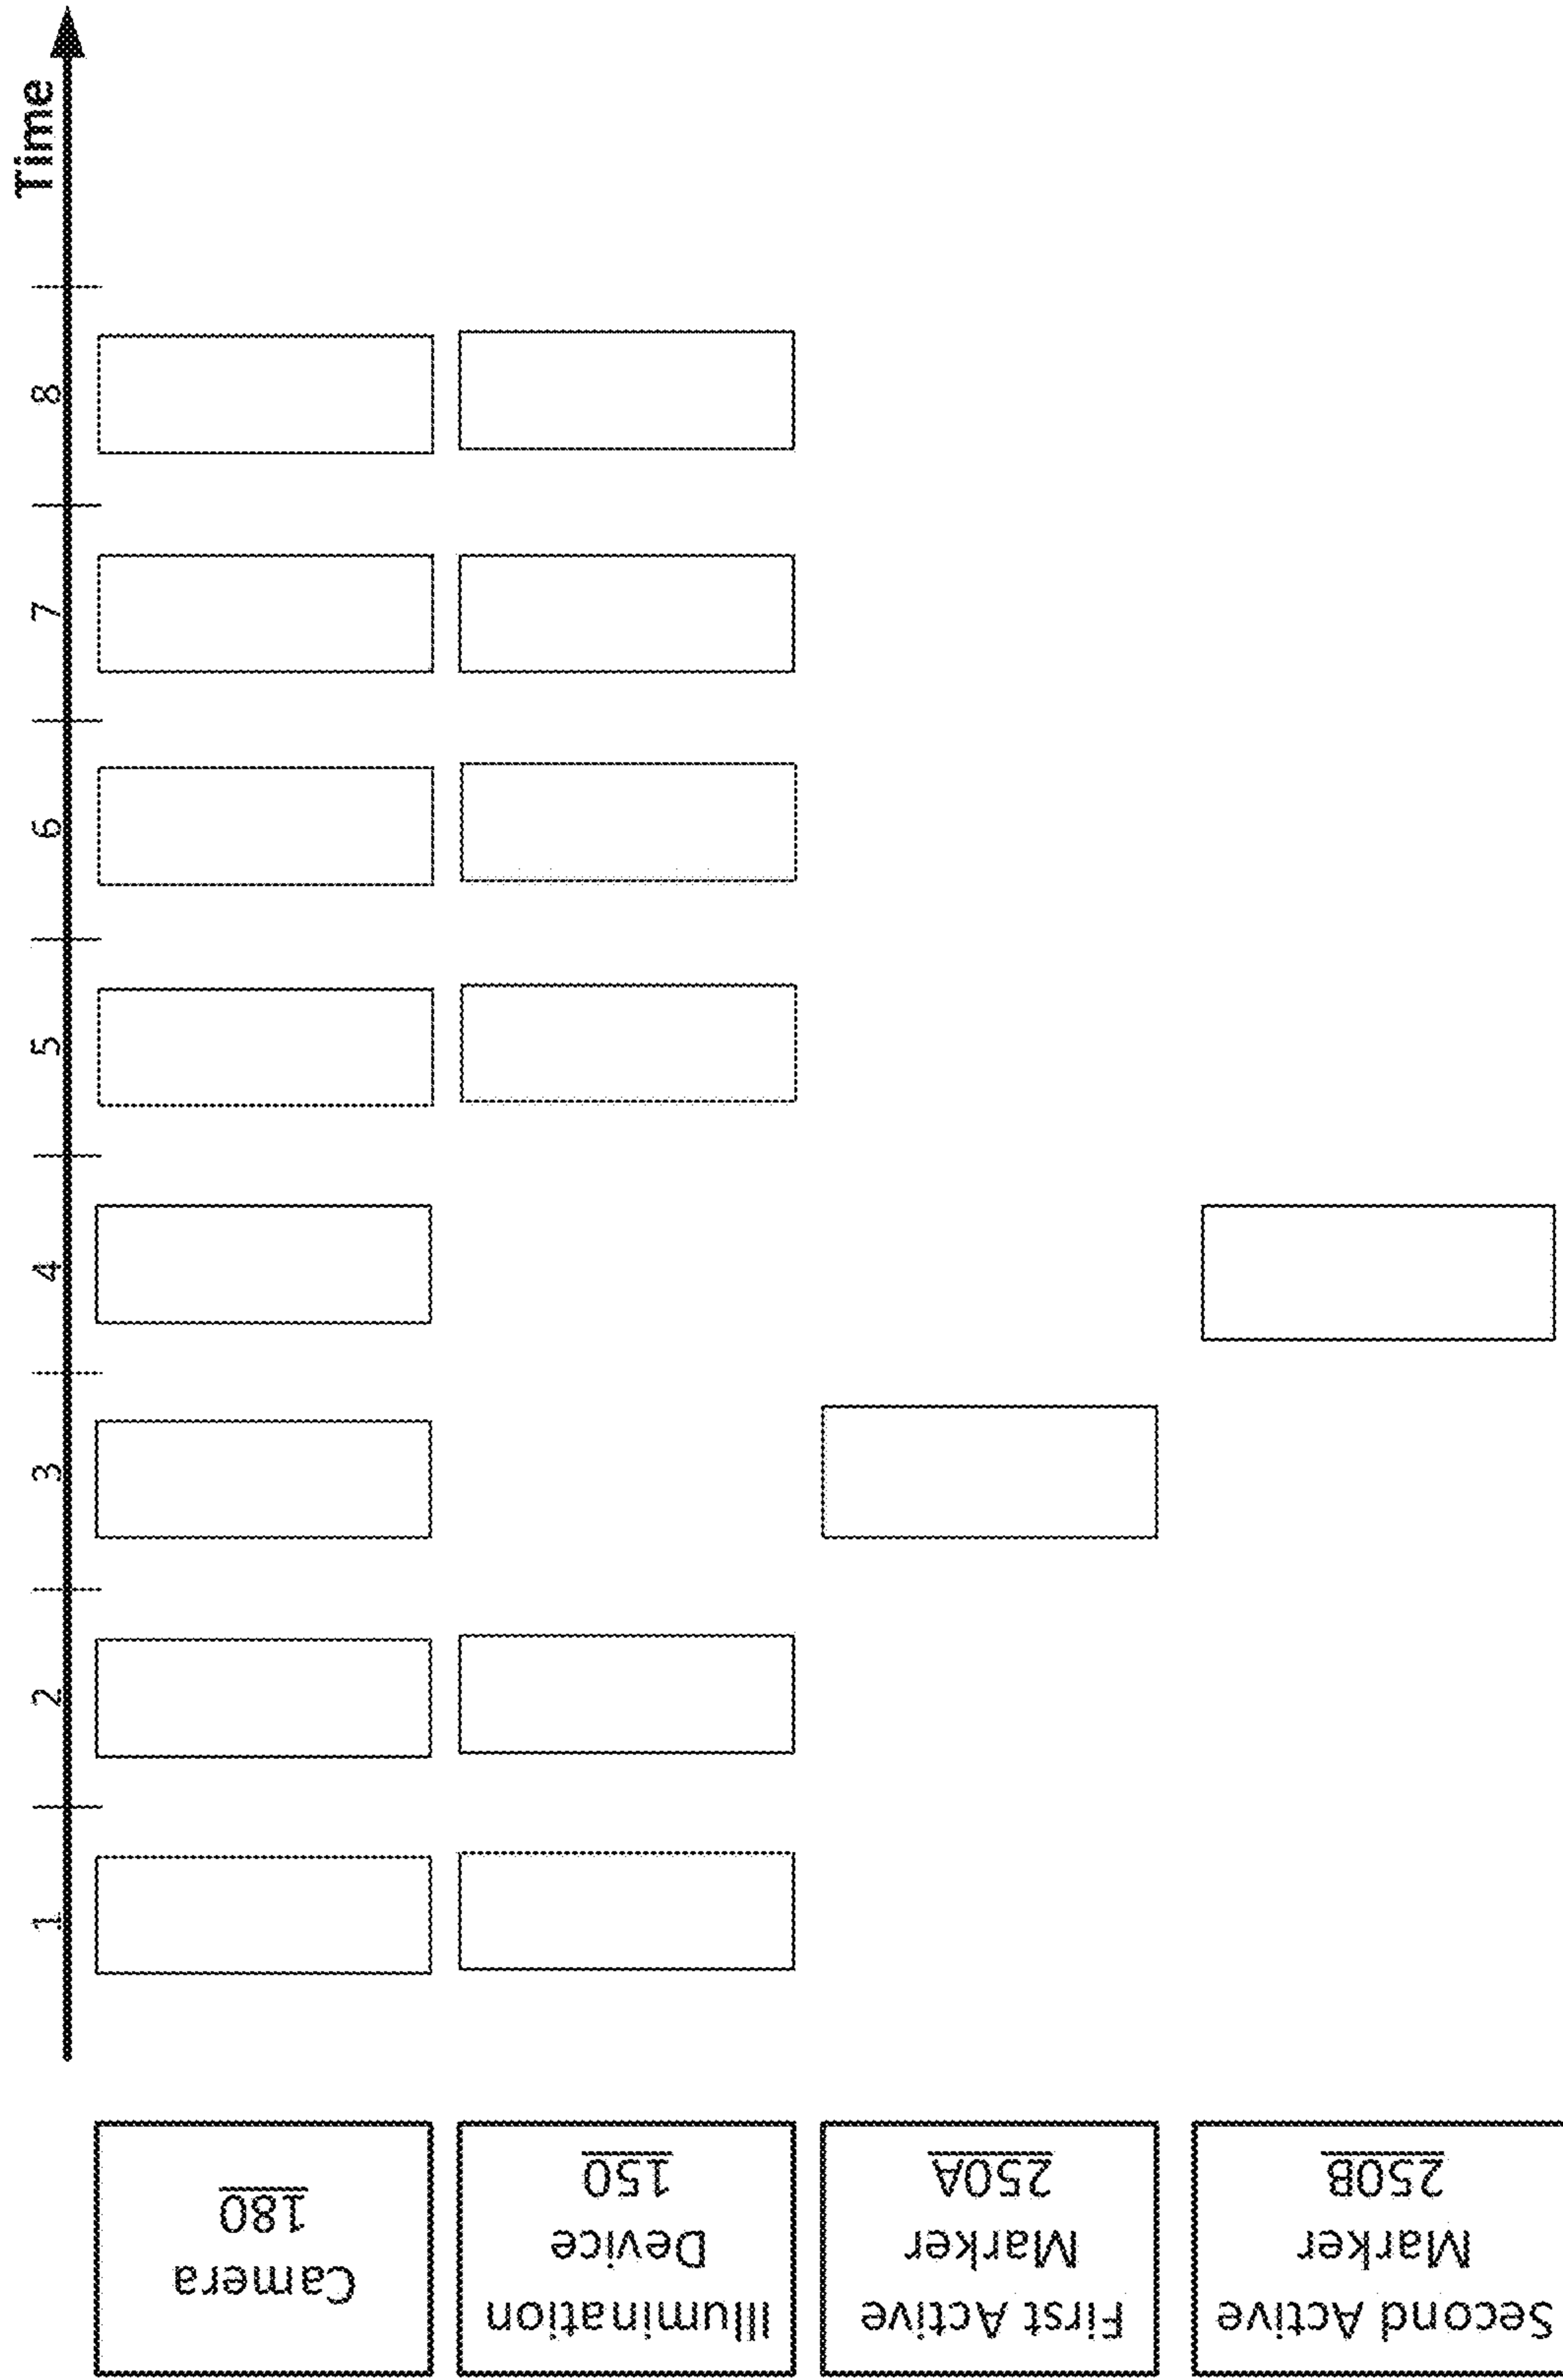 Time
1
2
3
4
5
6
7
8
Camera
180
Illumination
Device
150
First Active
Marker
250A
Second Active
Marker
250B